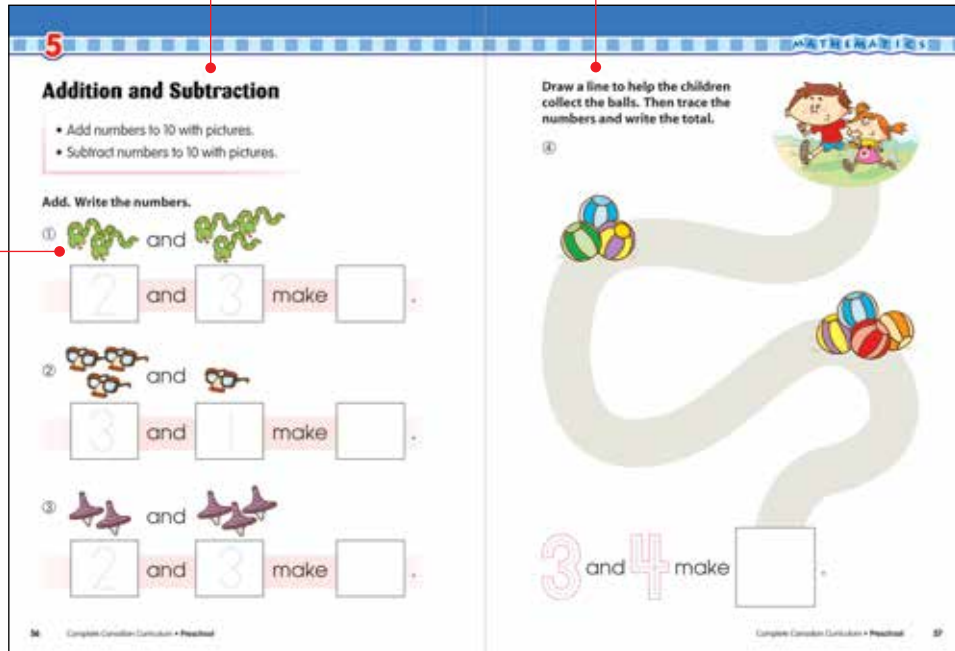 5
Addition and Subtraction
• Add numbers to 10 with pictures.
• Subtract numbers to 10 with pictures.
Add. Write the numbers.
① and
2 and 3 make .
② and
3 and 1 make .
③ and
2 and 3 make .
36 Complete Canadian Curriculum • Preschool
MATHEMATICS
Draw a line to help the children
collect the balls. Then trace the
numbers and write the total.
④
3 and 4 make .
Complete Canadian Curriculum • Preschool 37